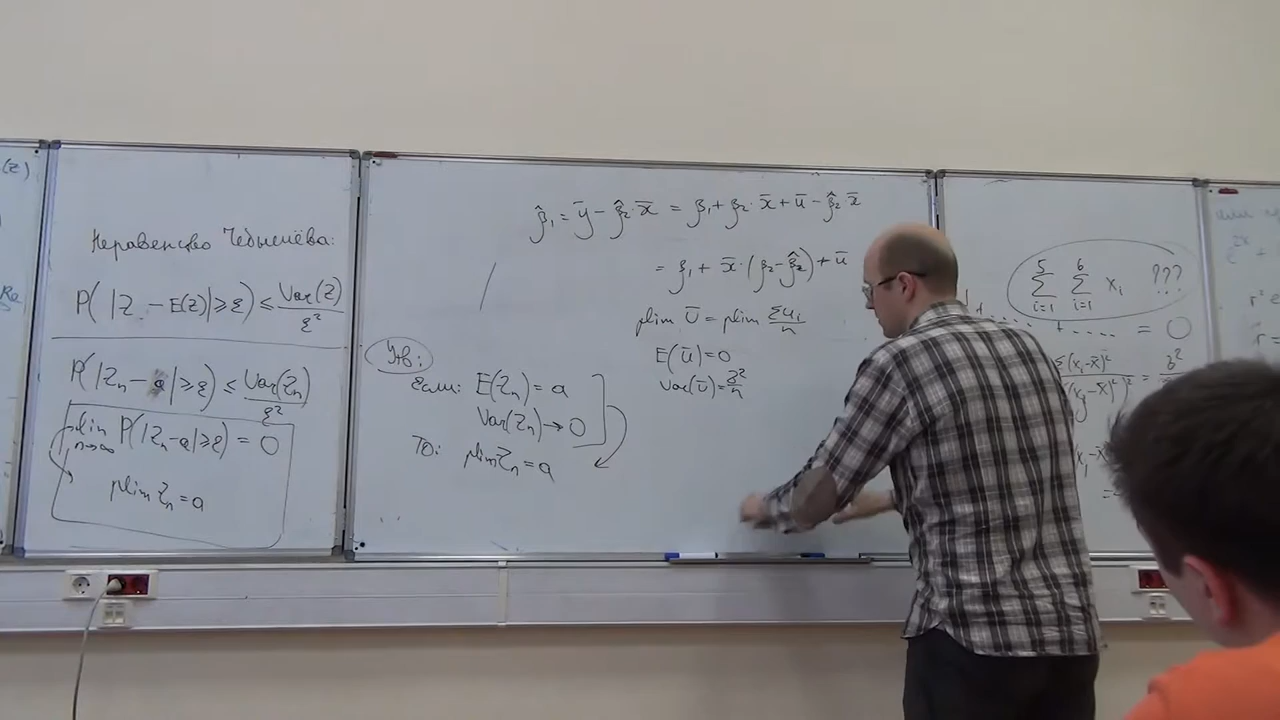 (z)
Неравенство Чебышёва:
P(|Z - E(Z)| ⩾ ε) ⩽ Var(Z)/ε²
P(|Zₙ - a| ⩾ ε) ⩽ Var(Zₙ)/ε²
lim n→∞ P(|Zₙ - a| ⩾ ε) = 0
plim Zₙ = a
Утв:
Если: E(Zₙ) = a
Var(Zₙ) → 0
То: plim Zₙ = a
β̂₁ = ȳ - β̂₂·x̄ = β₁ + β₂·x̄ + ū - β̂₂·x̄
= β₁ + x̄·(β₂ - β̂₂) + ū
plim ū = plim Σuᵢ/n
E(ū) = 0
Var(ū) = σ²/n
Σ i=1 5 Σ i=1 6 xᵢ ???
= 0